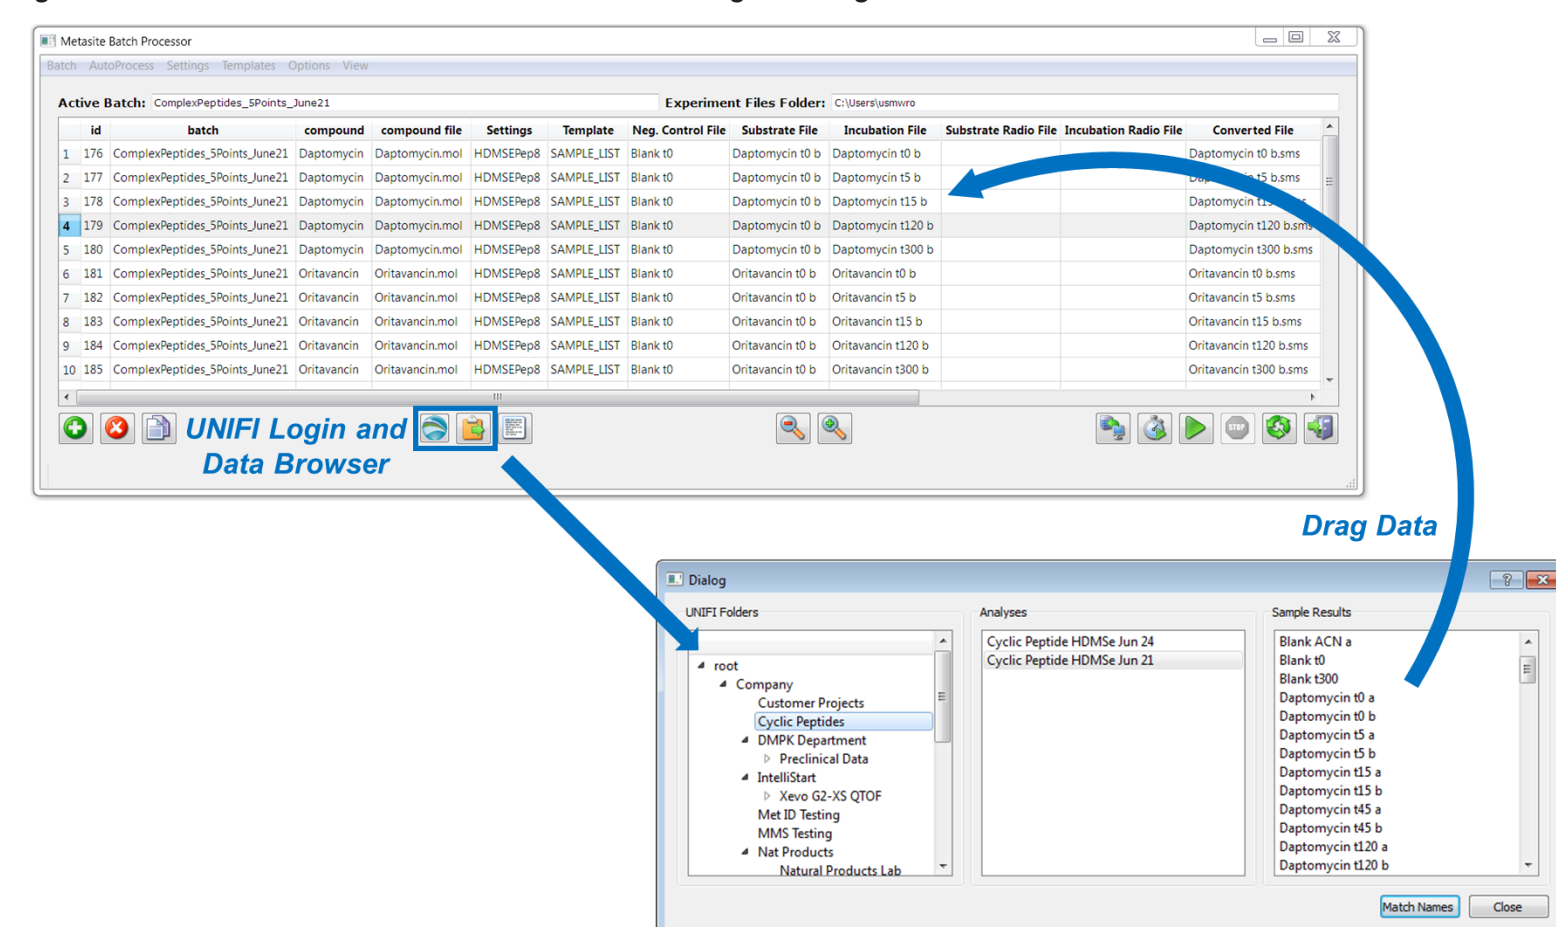 Metasite Batch Processor
Batch AutoProcess Settings Templates Options View
Active Batch: ComplexPeptides_5Points_June21 Experiment Files Folder: C:\Users\usmwro
id batch compound compound file Settings Template Neg. Control File Substrate File Incubation File Substrate Radio File Incubation Radio File Converted File
1 176 ComplexPeptides_5Points_June21 Daptomycin Daptomycin.mol HDMSEPep8 SAMPLE_LIST Blank t0 Daptomycin t0 b Daptomycin t0 b Daptomycin t0 b.sms
2 177 ComplexPeptides_5Points_June21 Daptomycin Daptomycin.mol HDMSEPep8 SAMPLE_LIST Blank t0 Daptomycin t0 b Daptomycin t5 b t5 b.sms
3 178 ComplexPeptides_5Points_June21 Daptomycin Daptomycin.mol HDMSEPep8 SAMPLE_LIST Blank t0 Daptomycin t0 b Daptomycin t15 b Daptomycin
4 179 ComplexPeptides_5Points_June21 Daptomycin Daptomycin.mol HDMSEPep8 SAMPLE_LIST Blank t0 Daptomycin t0 b Daptomycin t120 b Daptomycin t120 b.sms
5 180 ComplexPeptides_5Points_June21 Daptomycin Daptomycin.mol HDMSEPep8 SAMPLE_LIST Blank t0 Daptomycin t0 b Daptomycin t300 b Daptomycin t300 b.sms
6 181 ComplexPeptides_5Points_June21 Oritavancin Oritavancin.mol HDMSEPep8 SAMPLE_LIST Blank t0 Oritavancin t0 b Oritavancin t0 b Oritavancin t0 b.sms
7 182 ComplexPeptides_5Points_June21 Oritavancin Oritavancin.mol HDMSEPep8 SAMPLE_LIST Blank t0 Oritavancin t0 b Oritavancin t5 b Oritavancin t5 b.sms
8 183 ComplexPeptides_5Points_June21 Oritavancin Oritavancin.mol HDMSEPep8 SAMPLE_LIST Blank t0 Oritavancin t0 b Oritavancin t15 b Oritavancin t15 b.sms
9 184 ComplexPeptides_5Points_June21 Oritavancin Oritavancin.mol HDMSEPep8 SAMPLE_LIST Blank t0 Oritavancin t0 b Oritavancin t120 b Oritavancin t120 b.sms
10 185 ComplexPeptides_5Points_June21 Oritavancin Oritavancin.mol HDMSEPep8 SAMPLE_LIST Blank t0 Oritavancin t0 b Oritavancin t300 b Oritavancin t300 b.sms
UNIFI Login and
Data Browser
STOP
Drag Data
Dialog
UNIFI Folders
root
Company
Customer Projects
Cyclic Peptides
DMPK Department
Preclinical Data
IntelliStart
Xevo G2-XS QTOF
Met ID Testing
MMS Testing
Nat Products
Natural Products Lab
Analyses
Cyclic Peptide HDMSe Jun 24
Cyclic Peptide HDMSe Jun 21
Sample Results
Blank ACN a
Blank t0
Blank t300
Daptomycin t0 a
Daptomycin t0 b
Daptomycin t5 a
Daptomycin t5 b
Daptomycin t15 a
Daptomycin t15 b
Daptomycin t45 a
Daptomycin t45 b
Daptomycin t120 a
Daptomycin t120 b
Match Names Close